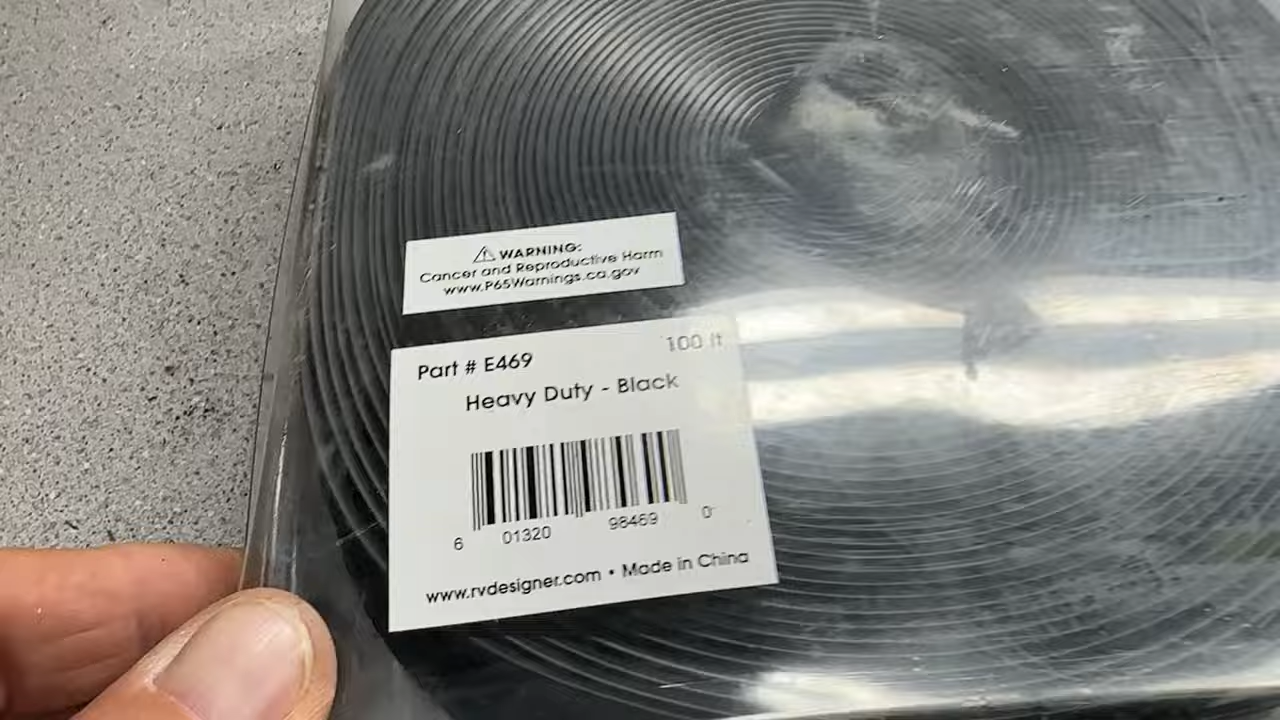 ⚠ WARNING:
Cancer and Reproductive Harm
www.P65Warnings.ca.gov
Part # E469
100 ft
Heavy Duty - Black
6 01320 98469 0
www.rvdesigner.com • Made in China